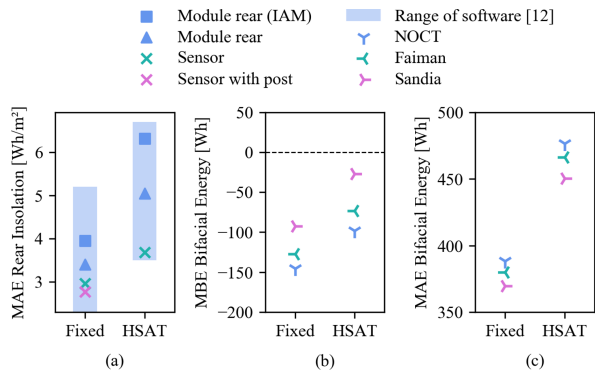 Module rear (IAM)
Module rear
Sensor
Sensor with post
Range of software [12]
NOCT
Faiman
Sandia
MAE Rear Insolation [Wh/m²]
6
5
4
3
Fixed HSAT
(a)
MBE Bifacial Energy [Wh]
50
0
−50
−100
−150
−200
Fixed HSAT
(b)
MAE Bifacial Energy [Wh]
500
450
400
350
Fixed HSAT
(c)